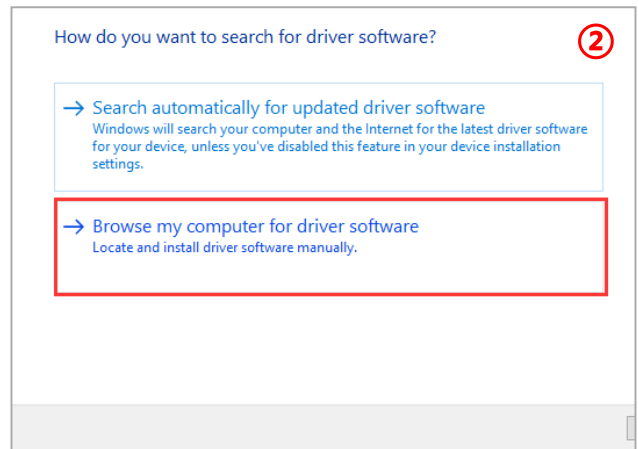 How do you want to search for driver software?
②
→ Search automatically for updated driver software
Windows will search your computer and the Internet for the latest driver software
for your device, unless you've disabled this feature in your device installation
settings.
→ Browse my computer for driver software
Locate and install driver software manually.